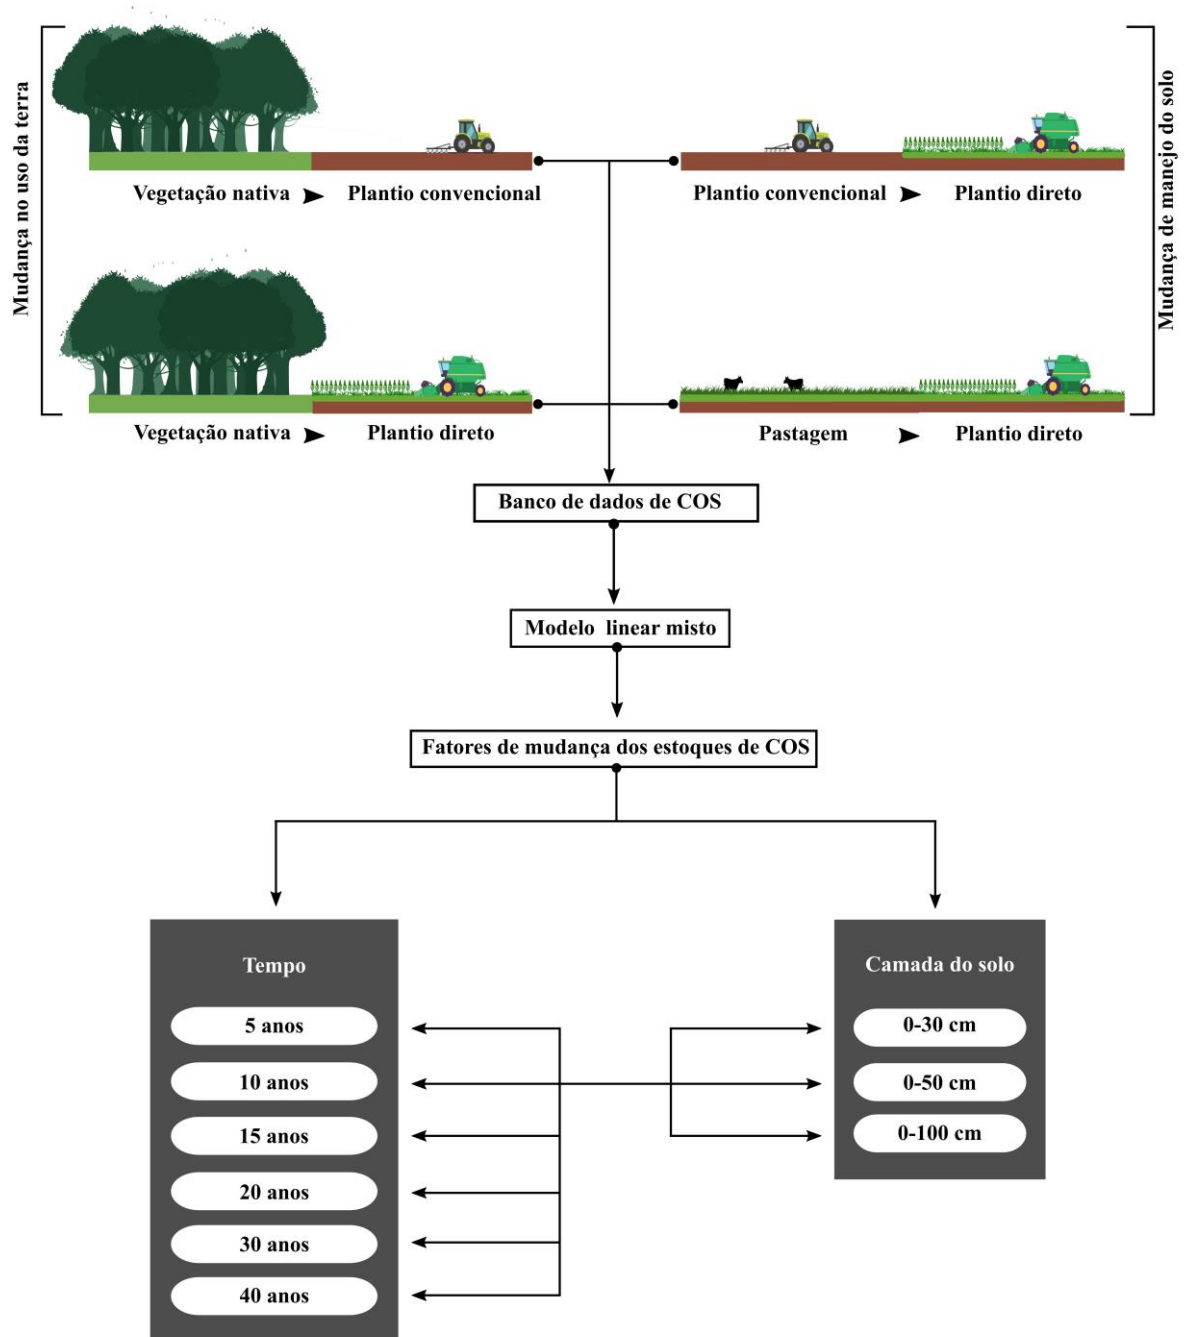 Mudança no uso da terra
Mudança de manejo do solo
Vegetação nativa
Plantio convencional
Plantio convencional
Plantio direto
Vegetação nativa
Plantio direto
Pastagem
Plantio direto
Banco de dados de COS
Modelo linear misto
Fatores de mudança dos estoques de COS
Tempo
5 anos
10 anos
15 anos
20 anos
30 anos
40 anos
Camada do solo
0-30 cm
0-50 cm
0-100 cm